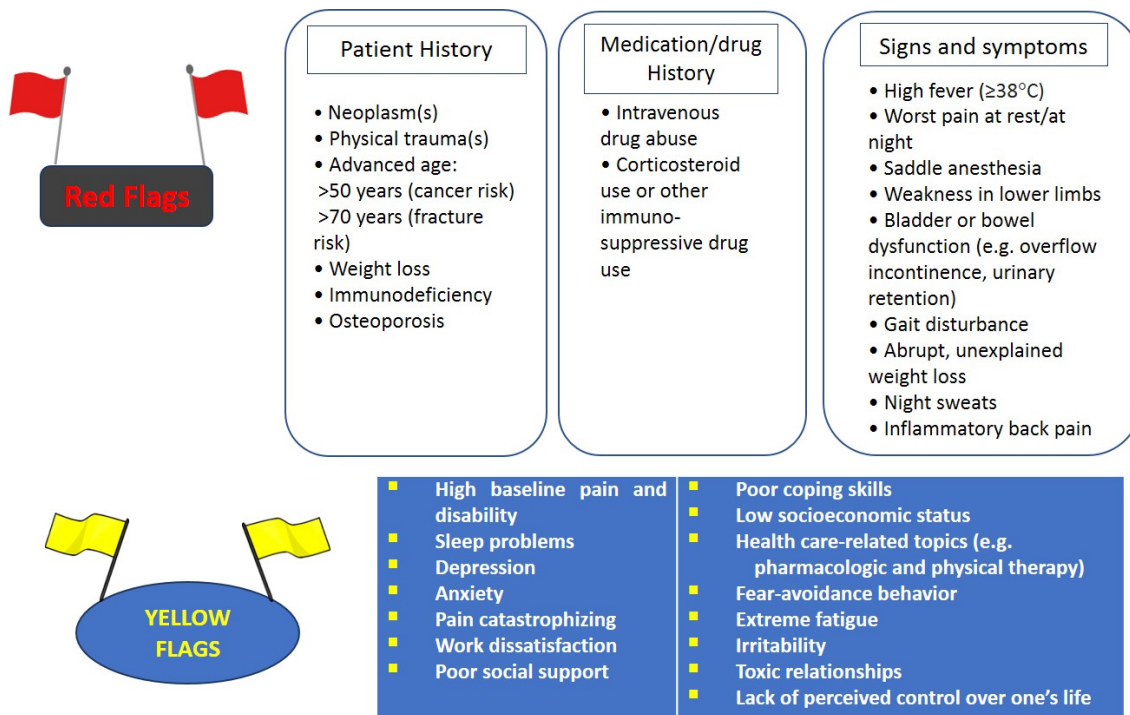 Red Flags
Patient History
• Neoplasm(s)
• Physical trauma(s)
• Advanced age:
>50 years (cancer risk)
>70 years (fracture
risk)
• Weight loss
• Immunodeficiency
• Osteoporosis
Medication/drug
History
• Intravenous
drug abuse
• Corticosteroid
use or other
immuno-
suppressive drug
use
Signs and symptoms
• High fever (≥38°C)
• Worst pain at rest/at
night
• Saddle anesthesia
• Weakness in lower limbs
• Bladder or bowel
dysfunction (e.g. overflow
incontinence, urinary
retention)
• Gait disturbance
• Abrupt, unexplained
weight loss
• Night sweats
• Inflammatory back pain
YELLOW
FLAGS
▪ High baseline pain and
disability
▪ Sleep problems
▪ Depression
▪ Anxiety
▪ Pain catastrophizing
▪ Work dissatisfaction
▪ Poor social support
▪ Poor coping skills
▪ Low socioeconomic status
▪ Health care-related topics (e.g.
pharmacologic and physical therapy)
▪ Fear-avoidance behavior
▪ Extreme fatigue
▪ Irritability
▪ Toxic relationships
▪ Lack of perceived control over one's life